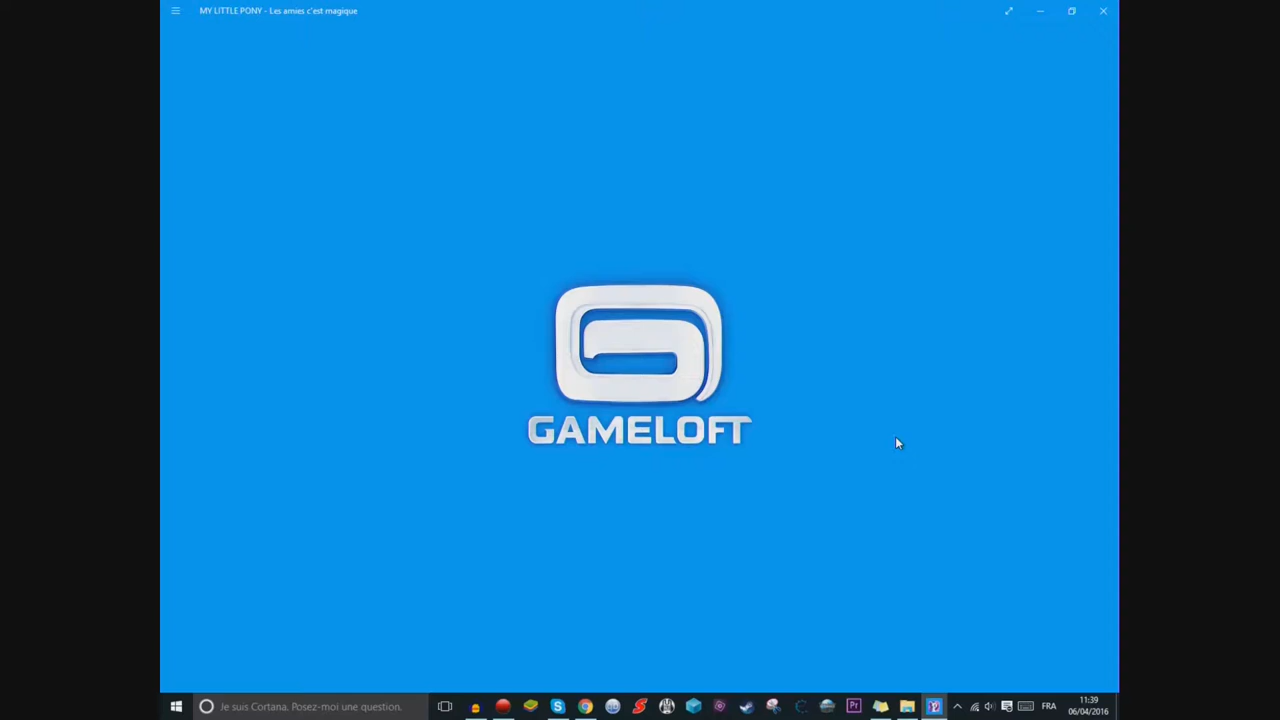 MY LITTLE PONY - Les amies c'est magique
GAMELOFT
Je suis Cortana. Posez-moi une question.
Pr
FRA
11:39
06/04/2016